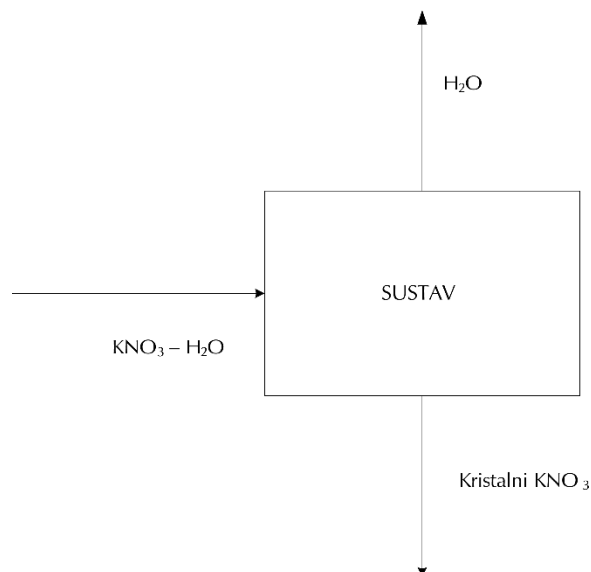 H₂O
SUSTAV
KNO₃ – H₂O
Kristalni KNO₃